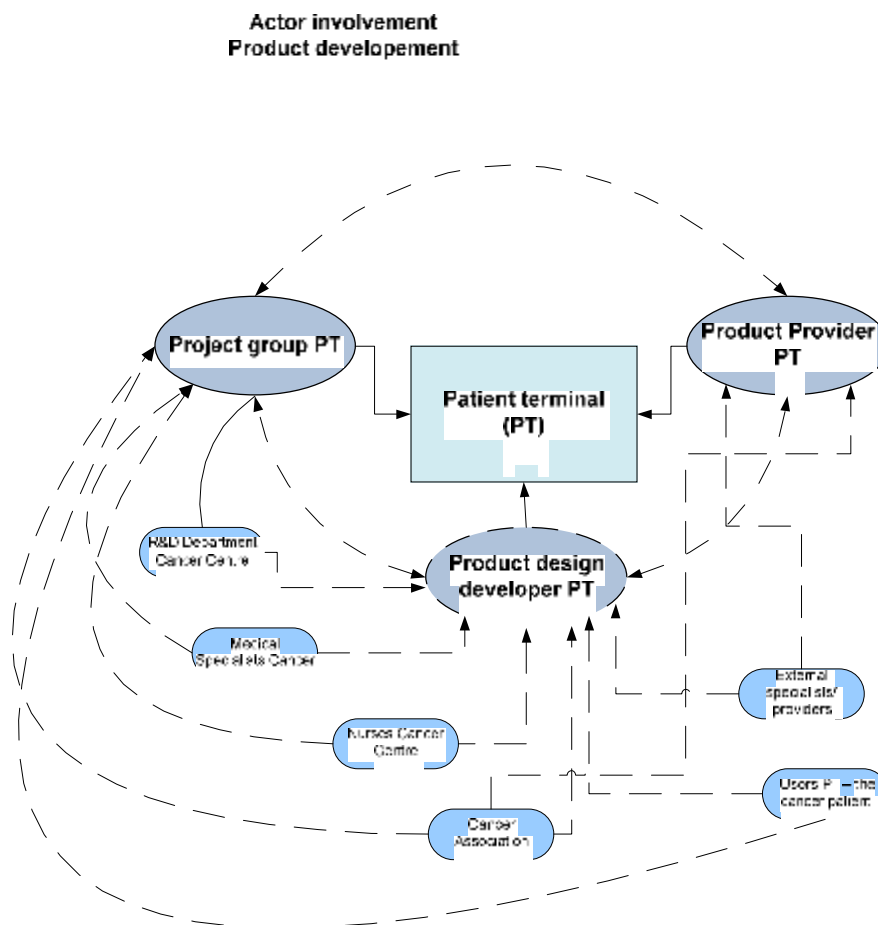 Actor involvement
Product developement
Project group PT
Product Provider
PT
Patient terminal
(PT)
R&D Department
Cancer Centre
Product design
developer PT
Medical
Specialists Cancer
External
specialists/
providers
Nurses Cancer
Centre
Users PT – the
cancer patient
Cancer
Association